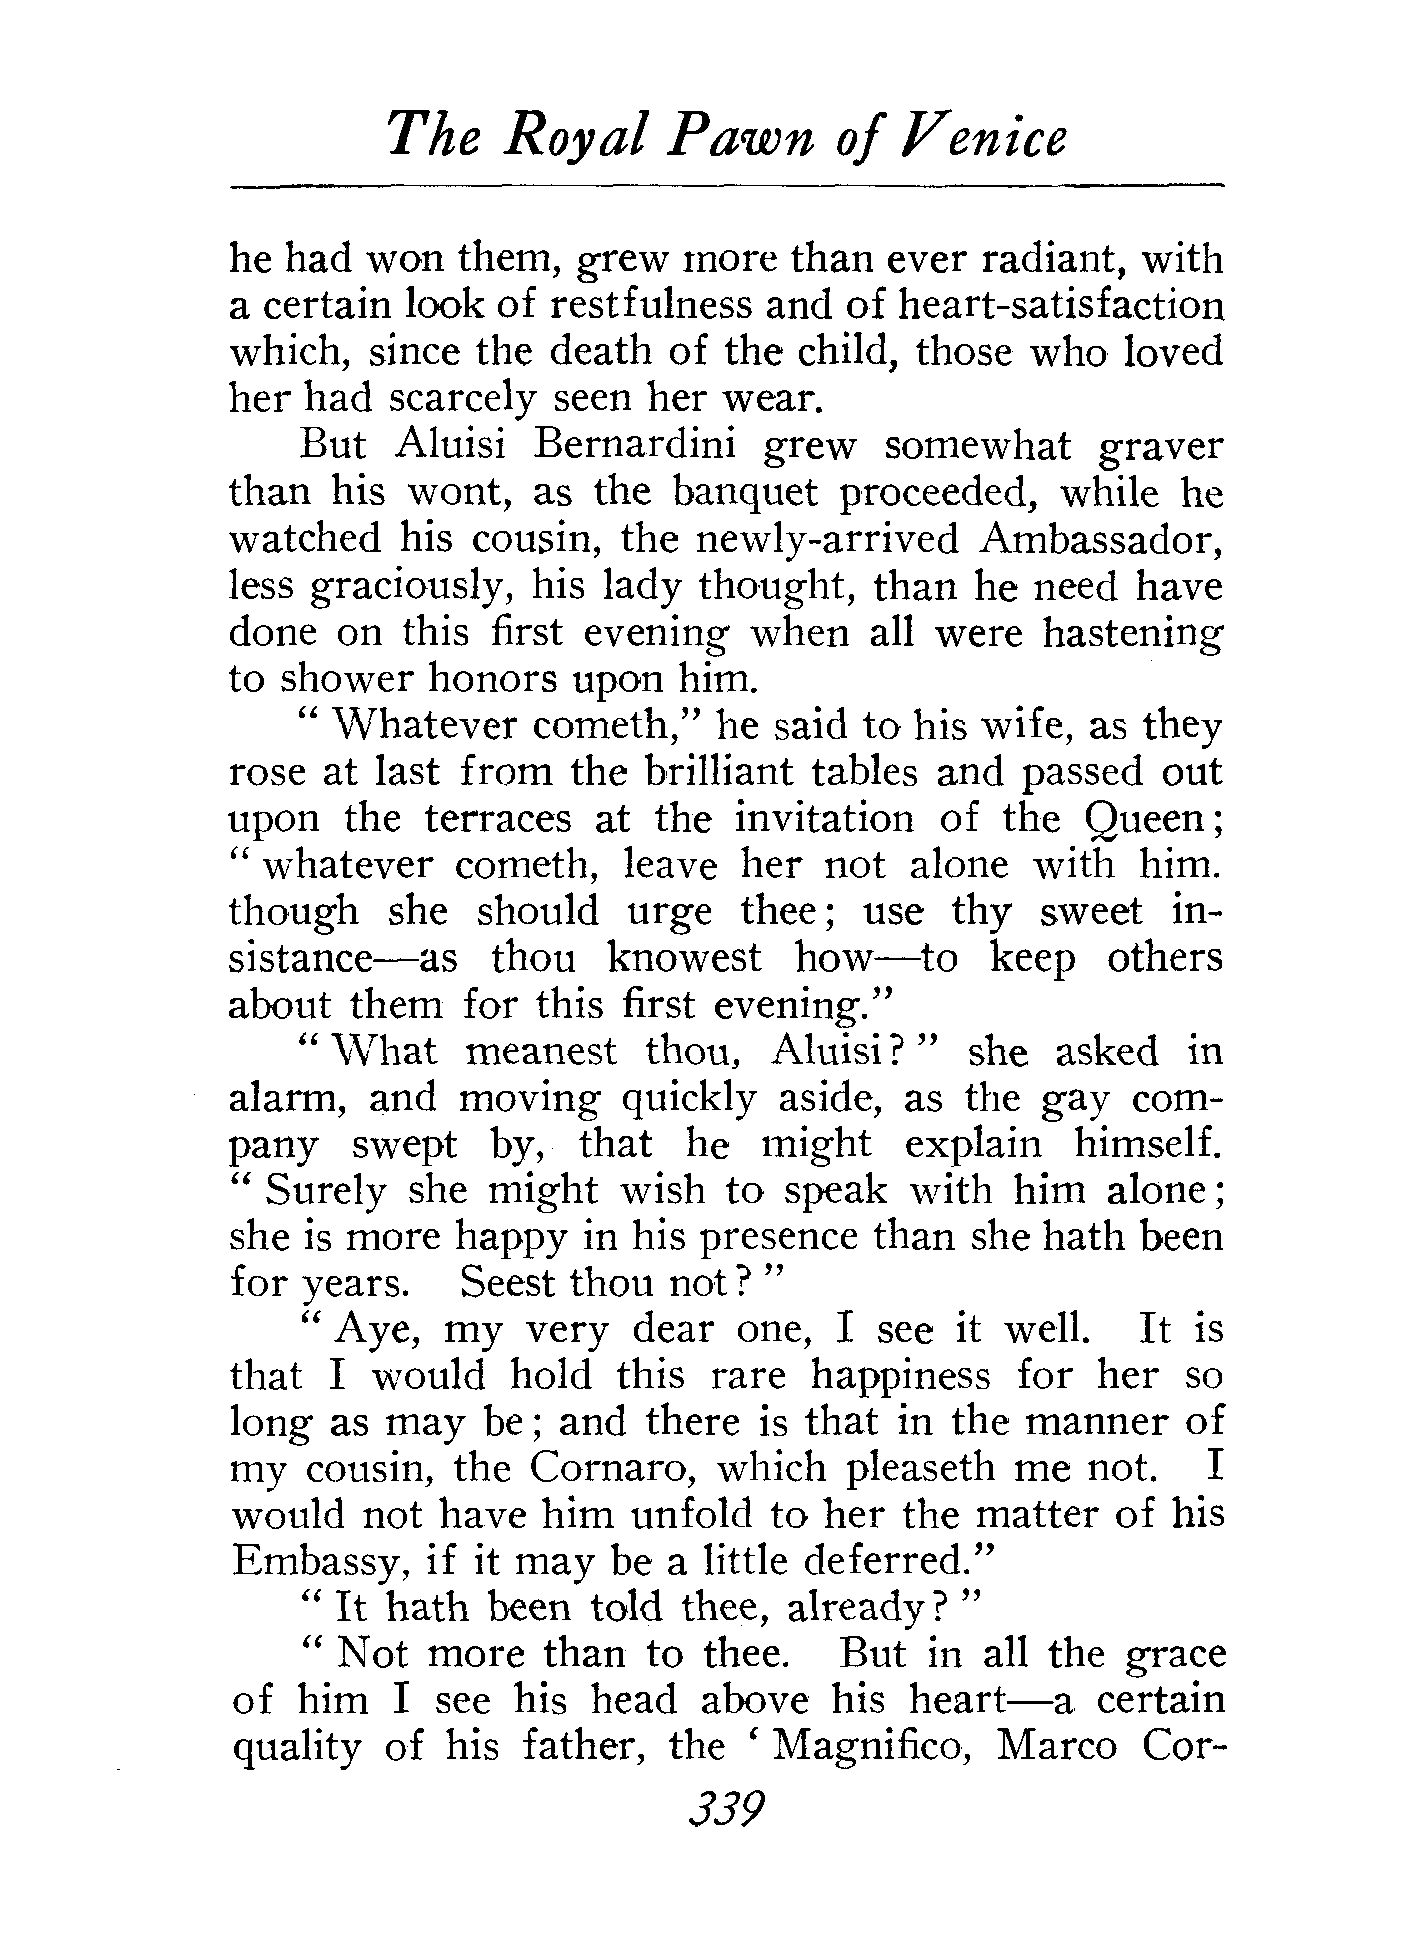 The Royal Pawn of Venice
he had won them, grew more than ever radiant, with
a certain look of restfulness and of heart-satisfaction
which, since the death of the child, those who loved
her had scarcely seen her wear.
But Aluisi Bernardini grew somewhat graver
than his wont, as the banquet proceeded, while he
watched his cousin, the newly-arrived Ambassador,
less graciously, his lady thought, than he need have
done on this first evening when all were hastening
to shower honors upon him.
" Whatever cometh," he said to his wife, as they
rose at last from the brilliant tables and passed out
upon the terraces at the invitation of the Queen;
" whatever cometh, leave her not alone with him.
though she should urge thee; use thy sweet in-
sistance—as thou knowest how—to keep others
about them for this first evening."
" What meanest thou, Aluisi? " she asked in
alarm, and moving quickly aside, as the gay com-
pany swept by, that he might explain himself.
" Surely she might wish to speak with him alone;
she is more happy in his presence than she hath been
for years. Seest thou not? "
" Aye, my very dear one, I see it well. It is
that I would hold this rare happiness for her so
long as may be; and there is that in the manner of
my cousin, the Cornaro, which pleaseth me not. I
would not have him unfold to her the matter of his
Embassy, if it may be a little deferred."
" It hath been told thee, already? "
" Not more than to thee. But in all the grace
of him I see his head above his heart—a certain
quality of his father, the ' Magnifico, Marco Cor-
339